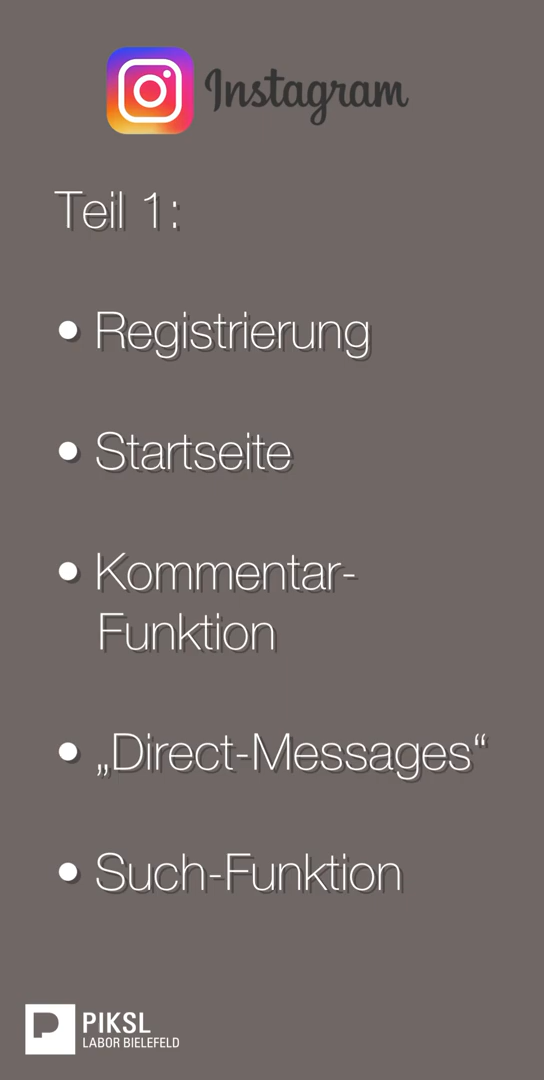 Instagram
Teil 1:
• Registrierung
• Startseite
• Kommentar-
Funktion
• „Direct-Messages“
• Such-Funktion
PIKSL
LABOR BIELEFELD